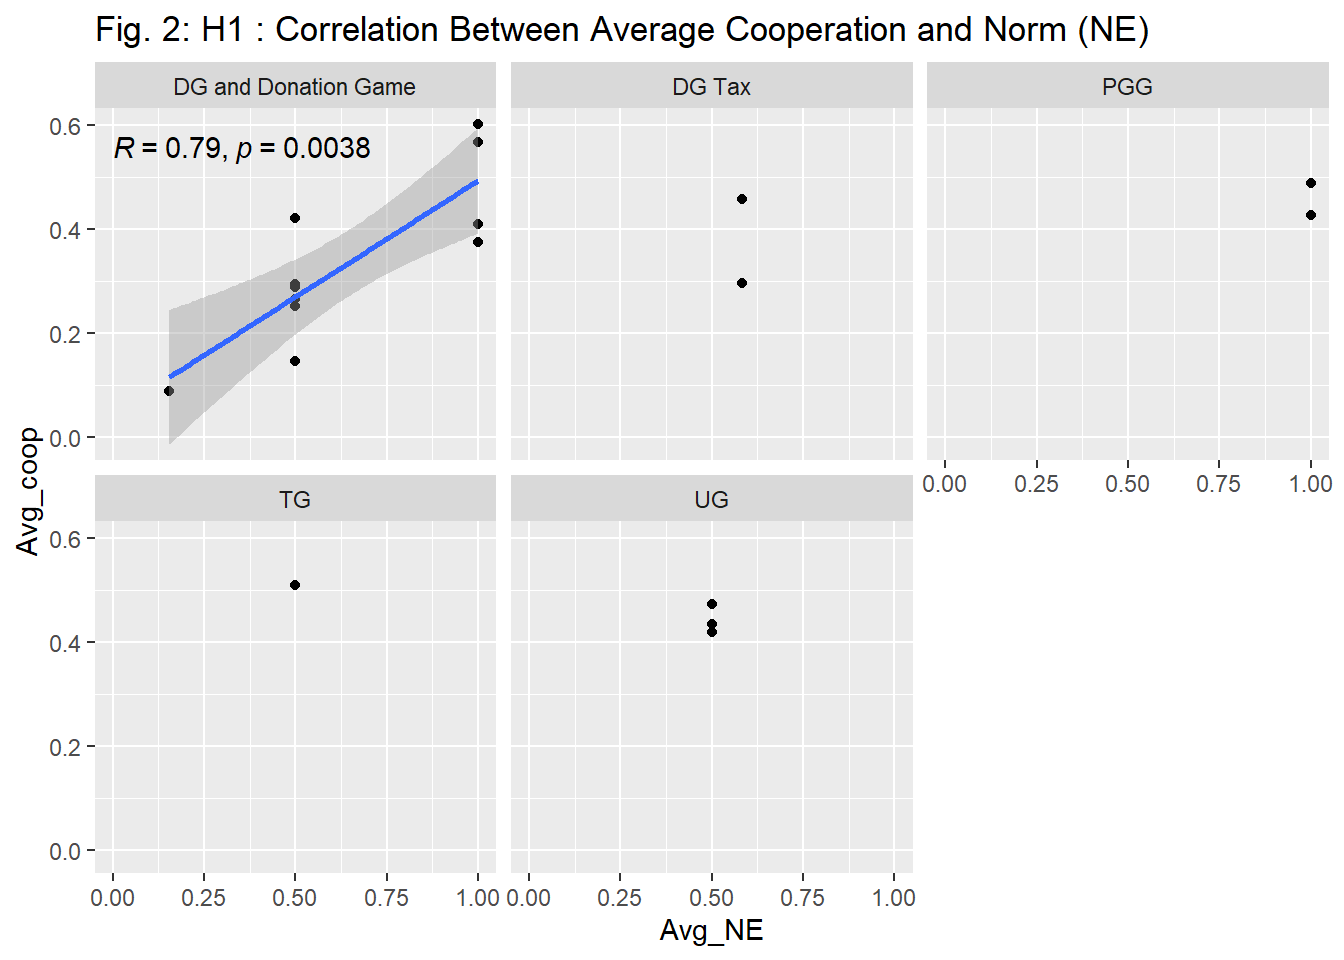 Fig. 2: H1 : Correlation Between Average Cooperation and Norm (NE)
DG and Donation Game
DG Tax
PGG
R = 0.79, p = 0.0038
0.6
0.4
0.2
0.0
0.00 0.25 0.50 0.75 1.00
Avg_coop
TG
UG
0.6
0.4
0.2
0.0
0.00 0.25 0.50 0.75 1.00 0.00 0.25 0.50 0.75 1.00
Avg_NE